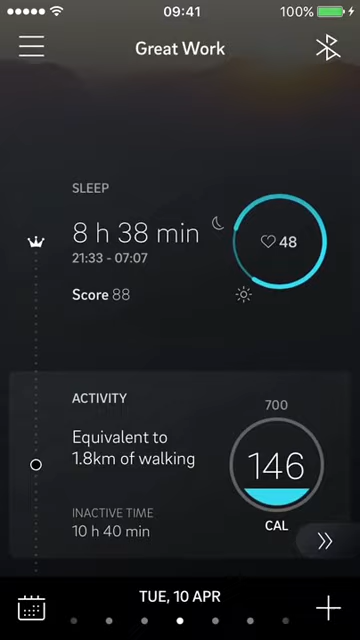 09:41
100%
Great Work
SLEEP
8 h 38 min
21:33 - 07:07
48
Score 88
ACTIVITY
700
Equivalent to
1.8km of walking
146
INACTIVE TIME
10 h 40 min
CAL
TUE, 10 APR